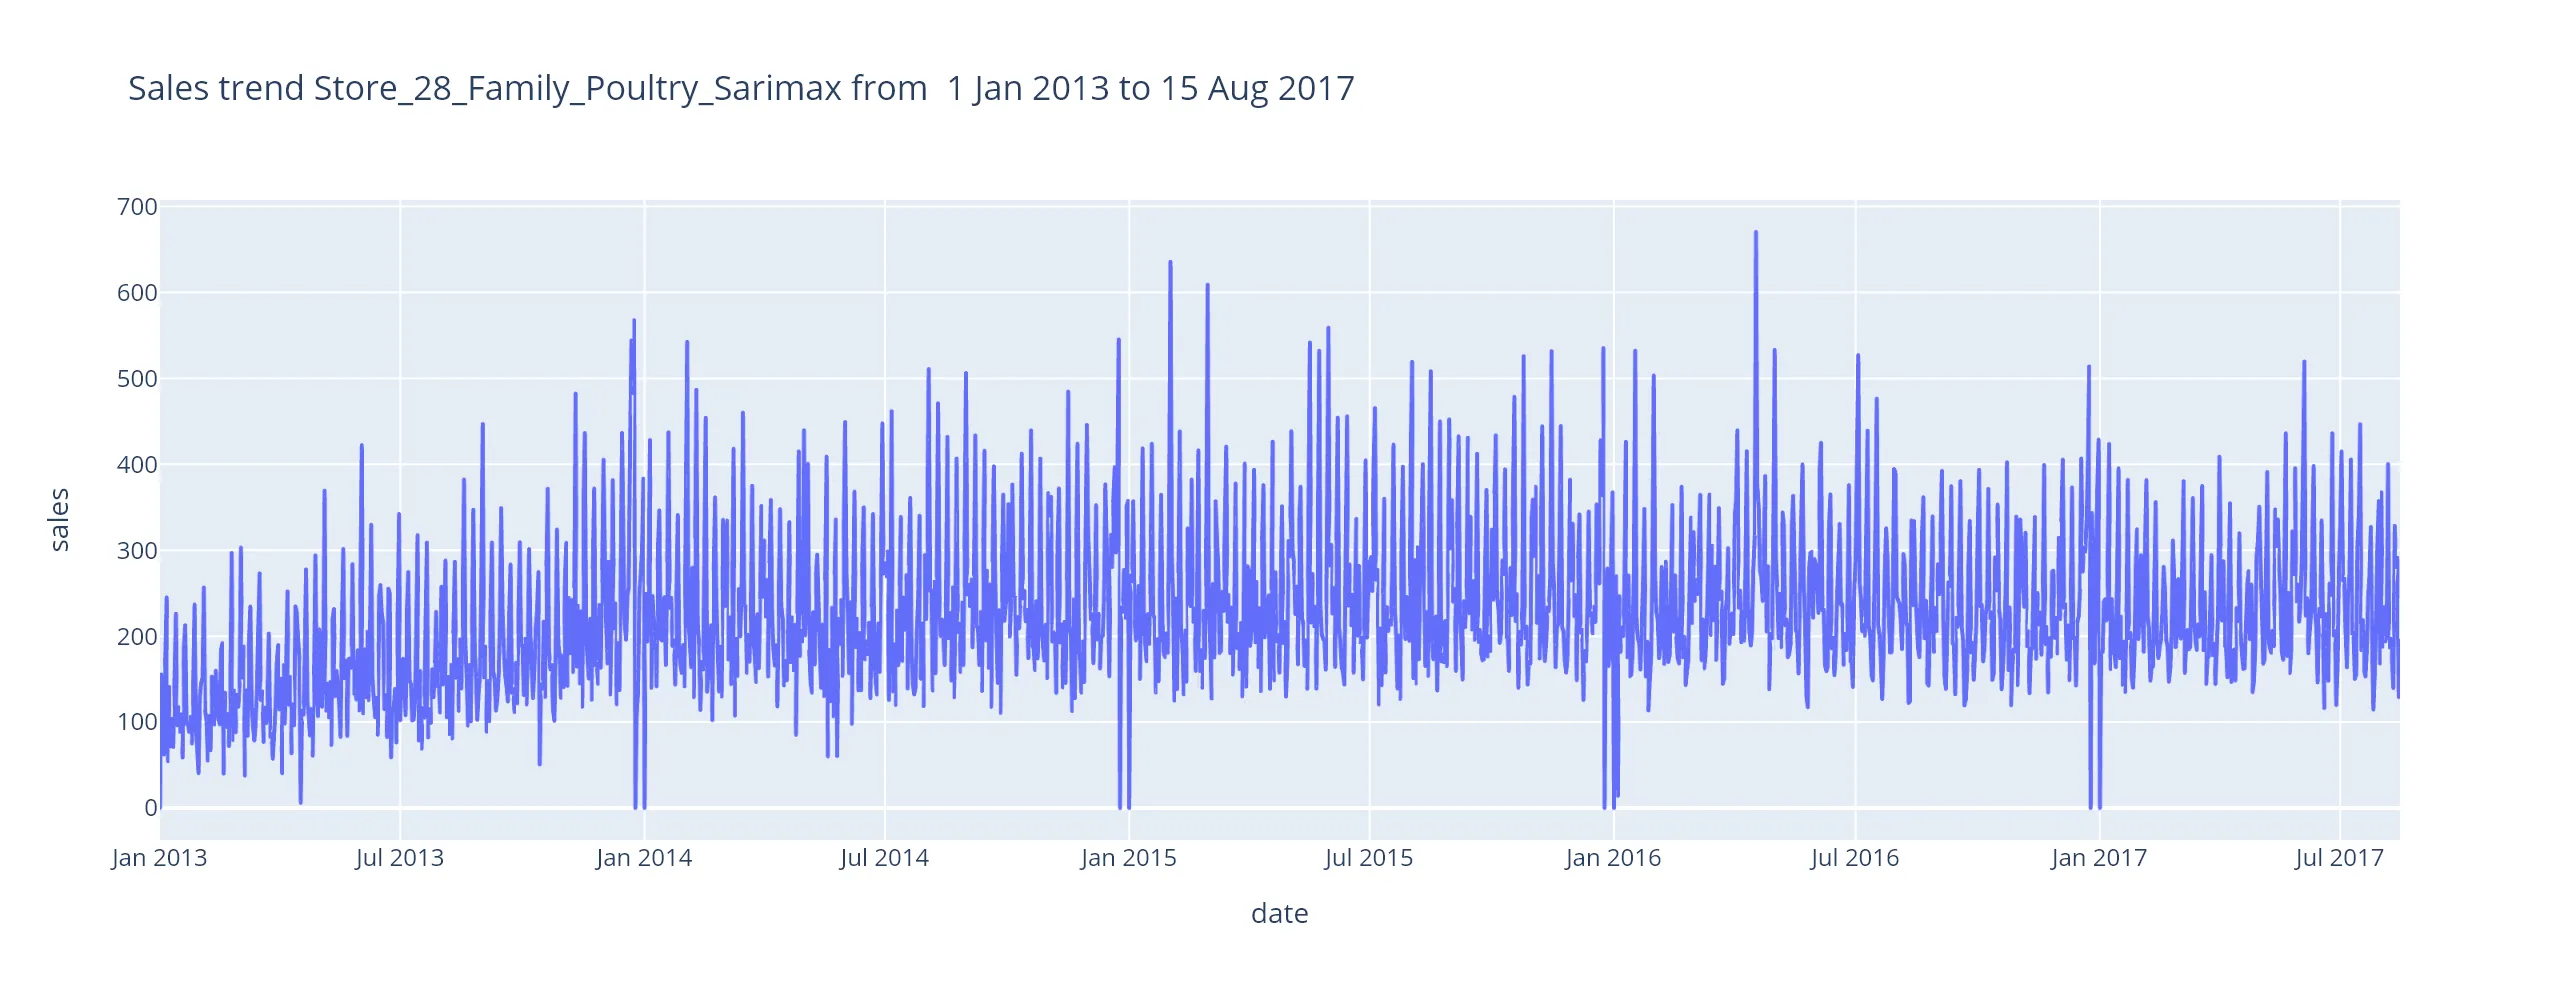 Sales trend Store_28_Family_Poultry_Sarimax from  1 Jan 2013 to 15 Aug 2017
700
600
500
400
300
200
100
0
sales
Jan 2013 Jul 2013 Jan 2014 Jul 2014 Jan 2015 Jul 2015 Jan 2016 Jul 2016 Jan 2017 Jul 2017
date